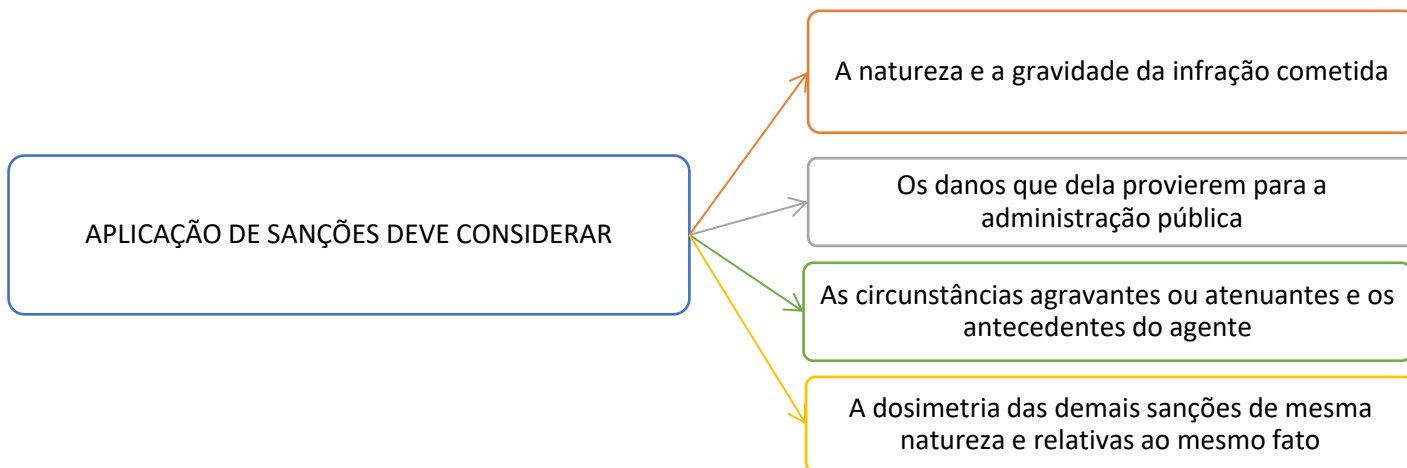 APLICAÇÃO DE SANÇÕES DEVE CONSIDERAR
A natureza e a gravidade da infração cometida
Os danos que dela provierem para a
administração pública
As circunstâncias agravantes ou atenuantes e os
antecedentes do agente
A dosimetria das demais sanções de mesma
natureza e relativas ao mesmo fato